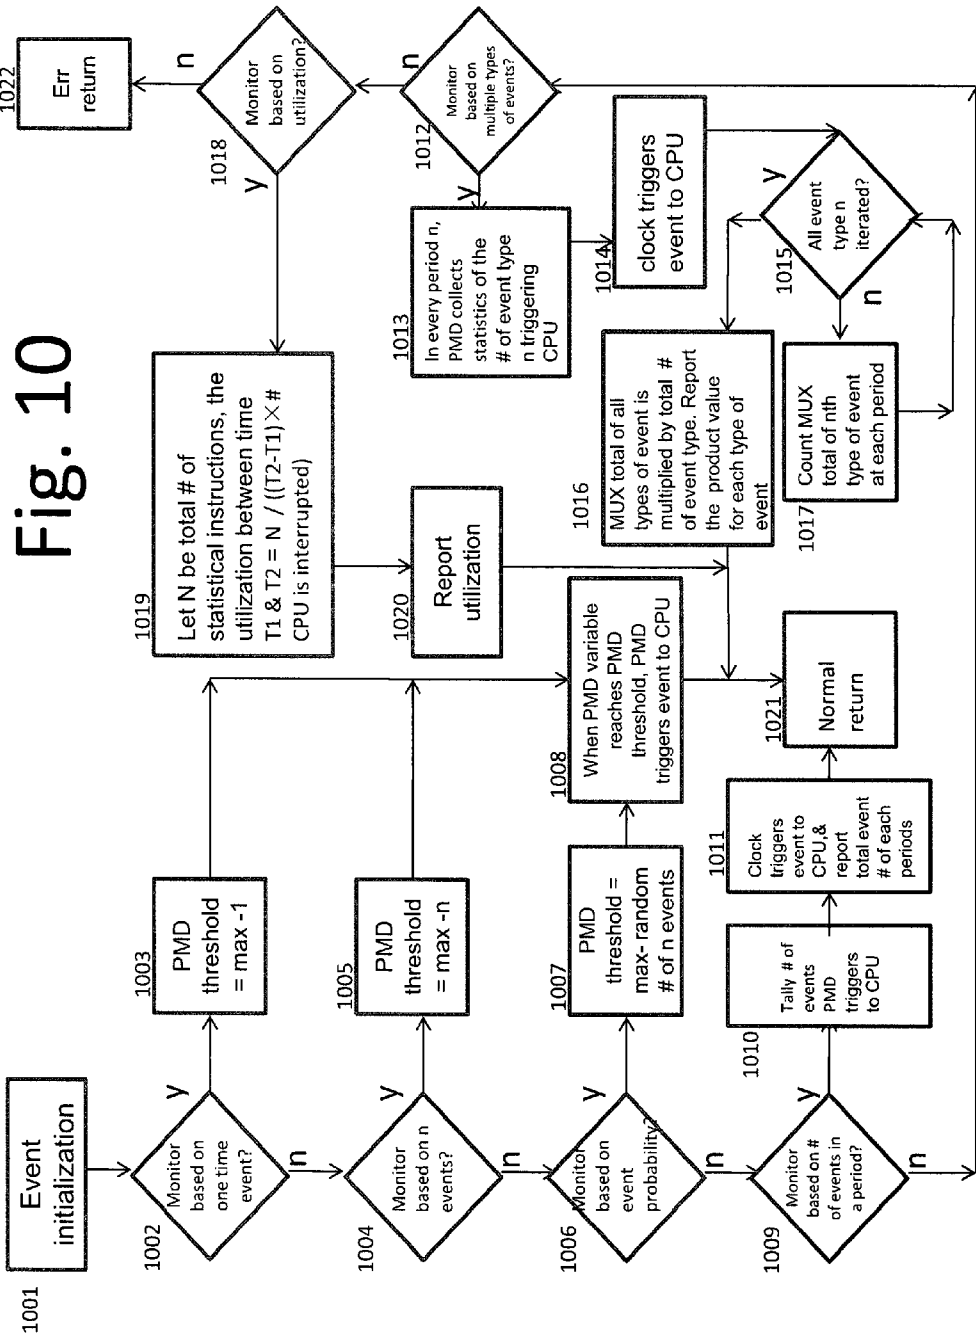 Fig. 10
1001
Event
initialization
1002
Monitor
based on
one time
event?
y
n
1003
PMD
threshold
= max -1
1004
Monitor
based on n
events?
y
n
1005
PMD
threshold
= max -n
1006
Monitor
based on
event
probability?
y
n
1007
PMD
threshold =
max- random
# of n events
1008
When PMD variable
reaches PMD
threshold, PMD
triggers event to CPU
1009
Monitor
based on #
of events in
a period?
y
n
1010
Tally # of
events
PMD
triggers
to CPU
1011
Clock
triggers
event to
CPU,&
report
total event
# of each
periods
1012
Monitor
based on
multiple types
of events?
y
n
1013
In every period n,
PMD collects
statistics of the
# of event type
n triggering
CPU
1014
clock triggers
event to CPU
1015
All event
type n
iterated?
y
n
1016
MUX total of all
types of event is
multiplied by total #
of event type. Report
the product value
for each type of
event
1017
Count MUX
total of nth
type of event
at each period
1018
Monitor
based on
utilization?
y
n
1019
Let N be total # of
statistical instructions, the
utilization between time
T1 & T2 = N / ((T2-T1)×#
CPU is interrupted)
1020
Report
utilization
1021
Normal
return
1022
Err
return